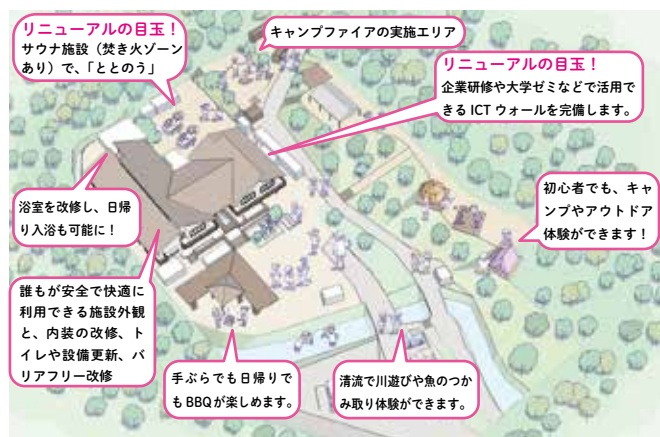 リニューアルの目玉！
サウナ施設（焚き火ゾーン
あり）で、「ととのう」
キャンプファイアの実施エリア
リニューアルの目玉！
企業研修や大学ゼミなどで活用で
きる ICT ウォールを完備します。
浴室を改修し、日帰
り入浴も可能に！
初心者でも、キャ
ンプやアウトドア
体験ができます！
誰もが安全で快適に
利用できる施設外観
と、内装の改修、ト
イレや設備更新、バ
リアフリー改修
手ぶらでも日帰りで
もBBQが楽しめます。
清流で川遊びや魚のつか
み取り体験ができます。